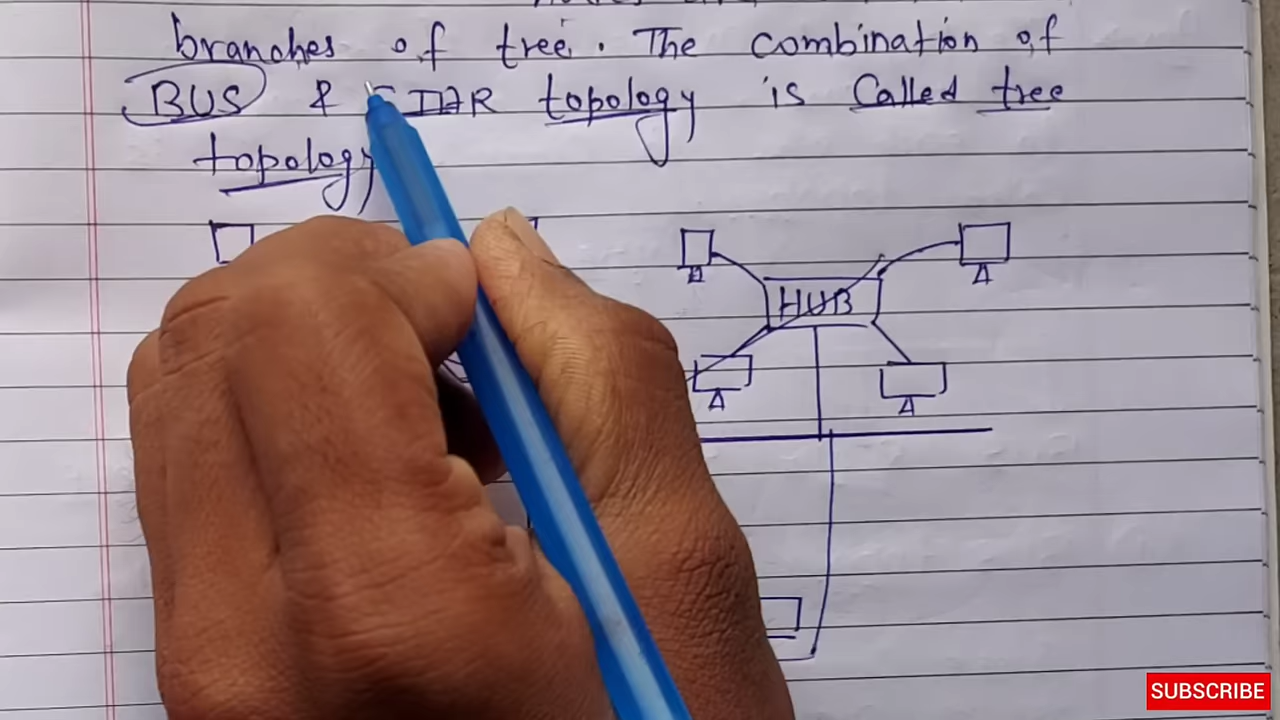 branches of tree. The combination of
BUS & STAR topology is called tree
topology
HUB
SUBSCRIBE